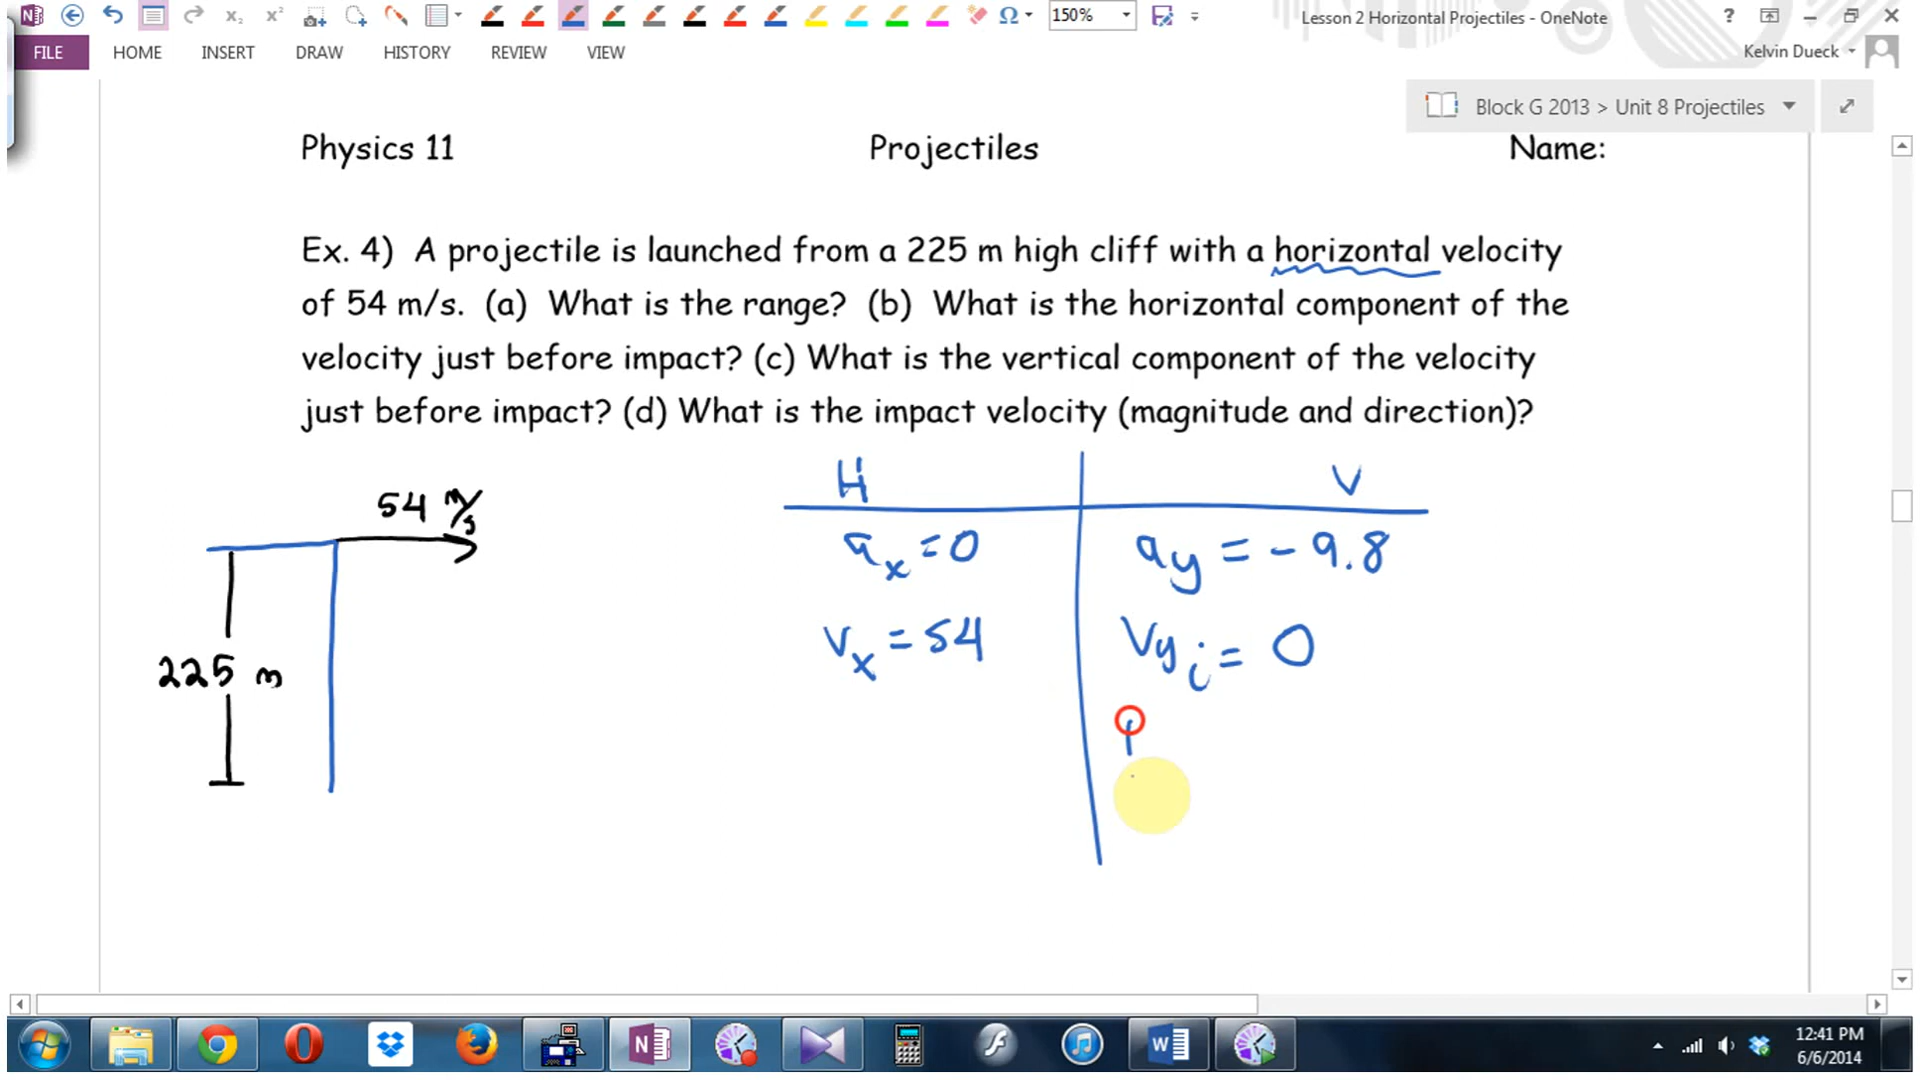 x₂ x² Ω 150% Lesson 2 Horizontal Projectiles - OneNote ?
FILE HOME INSERT DRAW HISTORY REVIEW VIEW Kelvin Dueck
Block G 2013 > Unit 8 Projectiles
Physics 11 Projectiles Name:
Ex. 4) A projectile is launched from a 225 m high cliff with a horizontal velocity
of 54 m/s. (a) What is the range? (b) What is the horizontal component of the
velocity just before impact? (c) What is the vertical component of the velocity
just before impact? (d) What is the impact velocity (magnitude and direction)?
H V
54 m/s
ax = 0 ay = - 9.8
vx = 54 Vyi = 0
225 m
12:41 PM
6/6/2014